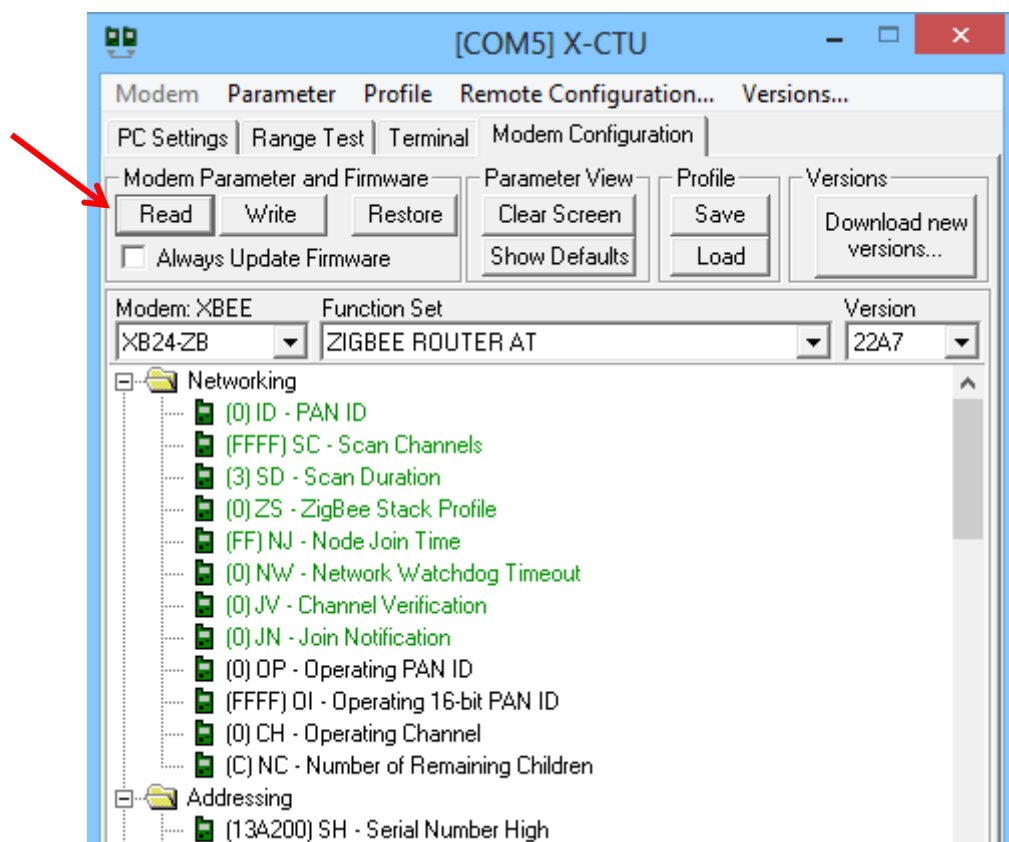 [COM5] X-CTU
Modem Parameter Profile Remote Configuration... Versions...
PC Settings Range Test Terminal Modem Configuration
Modem Parameter and Firmware Parameter View Profile Versions
Read Write Restore Clear Screen Save Download new
versions...
Always Update Firmware Show Defaults Load
Modem: XBEE Function Set Version
XB24-ZB ZIGBEE ROUTER AT 22A7
Networking
(0) ID - PAN ID
(FFFF) SC - Scan Channels
(3) SD - Scan Duration
(0) ZS - ZigBee Stack Profile
(FF) NJ - Node Join Time
(0) NW - Network Watchdog Timeout
(0) JV - Channel Verification
(0) JN - Join Notification
(0) OP - Operating PAN ID
(FFFF) OI - Operating 16-bit PAN ID
(0) CH - Operating Channel
(C) NC - Number of Remaining Children
Addressing
(13A200) SH - Serial Number High